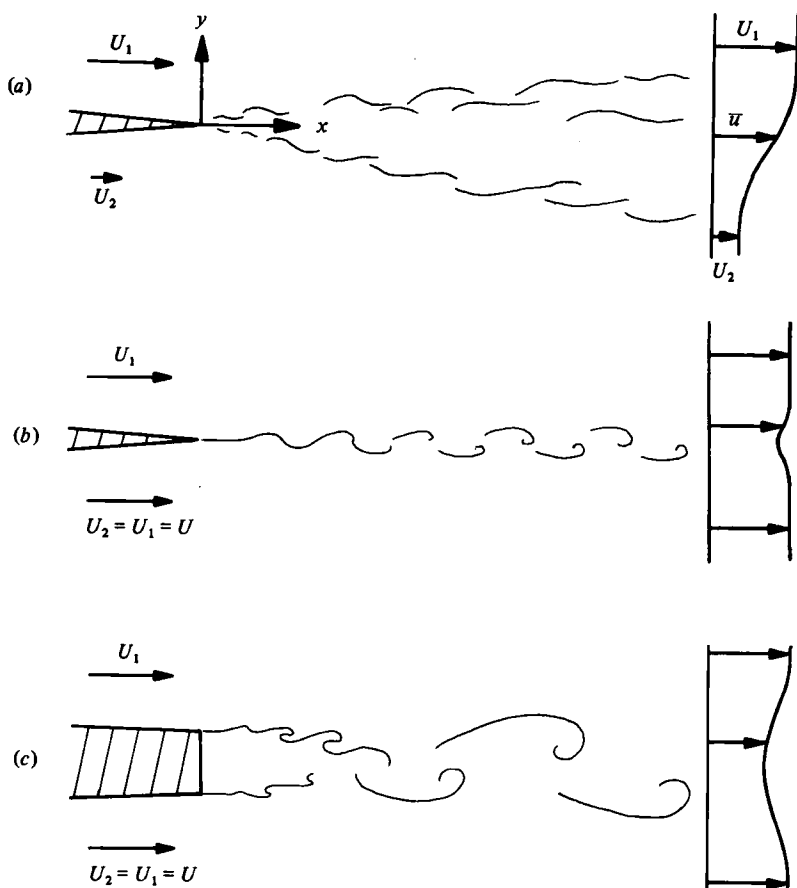 y
U₁
U₁
(a)
x
ū
U₂
U₂
U₁
(b)
U₂ = U₁ = U
U₁
(c)
U₂ = U₁ = U